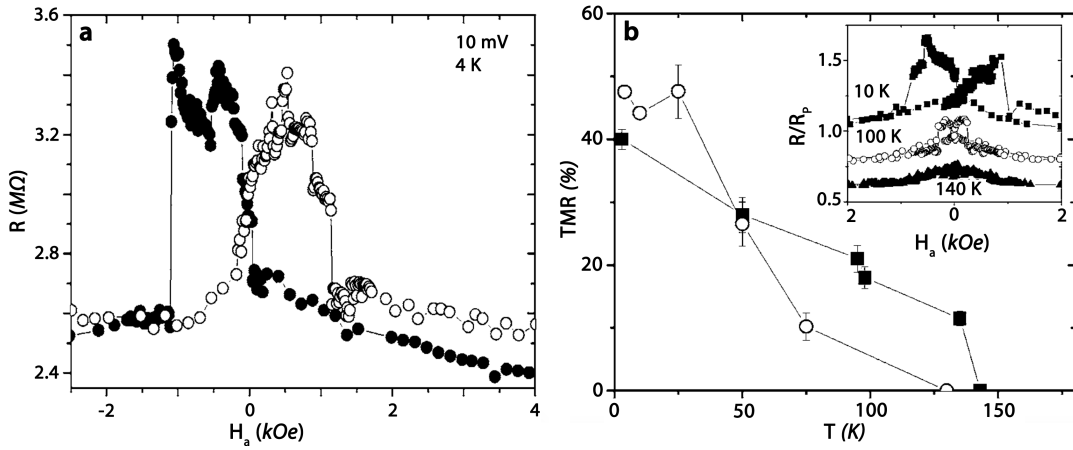 a
10 mV
4 K
3.6
3.2
2.8
2.4
R (MΩ)
-2
0
2
4
Hₐ (kOe)
b
60
40
20
0
TMR (%)
0
50
100
150
T (K)
1.5
1.0
0.5
R/Rₚ
10 K
100 K
140 K
2
0
2
Hₐ (kOe)